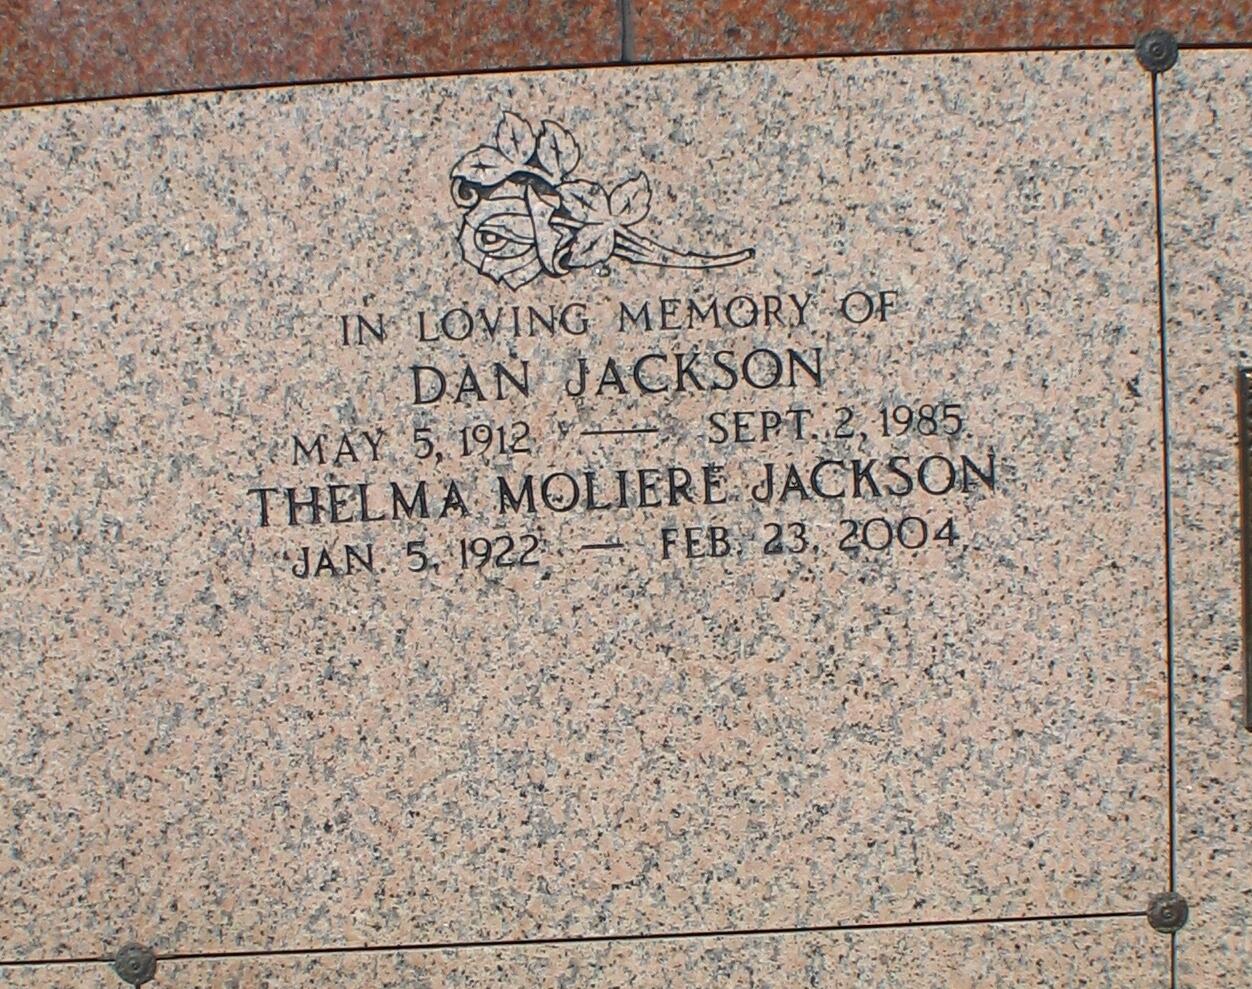 IN LOVING MEMORY OF
DAN JACKSON
MAY 5, 1912 — SEPT. 2, 1985
THELMA MOLIERE JACKSON
JAN. 5, 1922 — FEB. 23, 2004